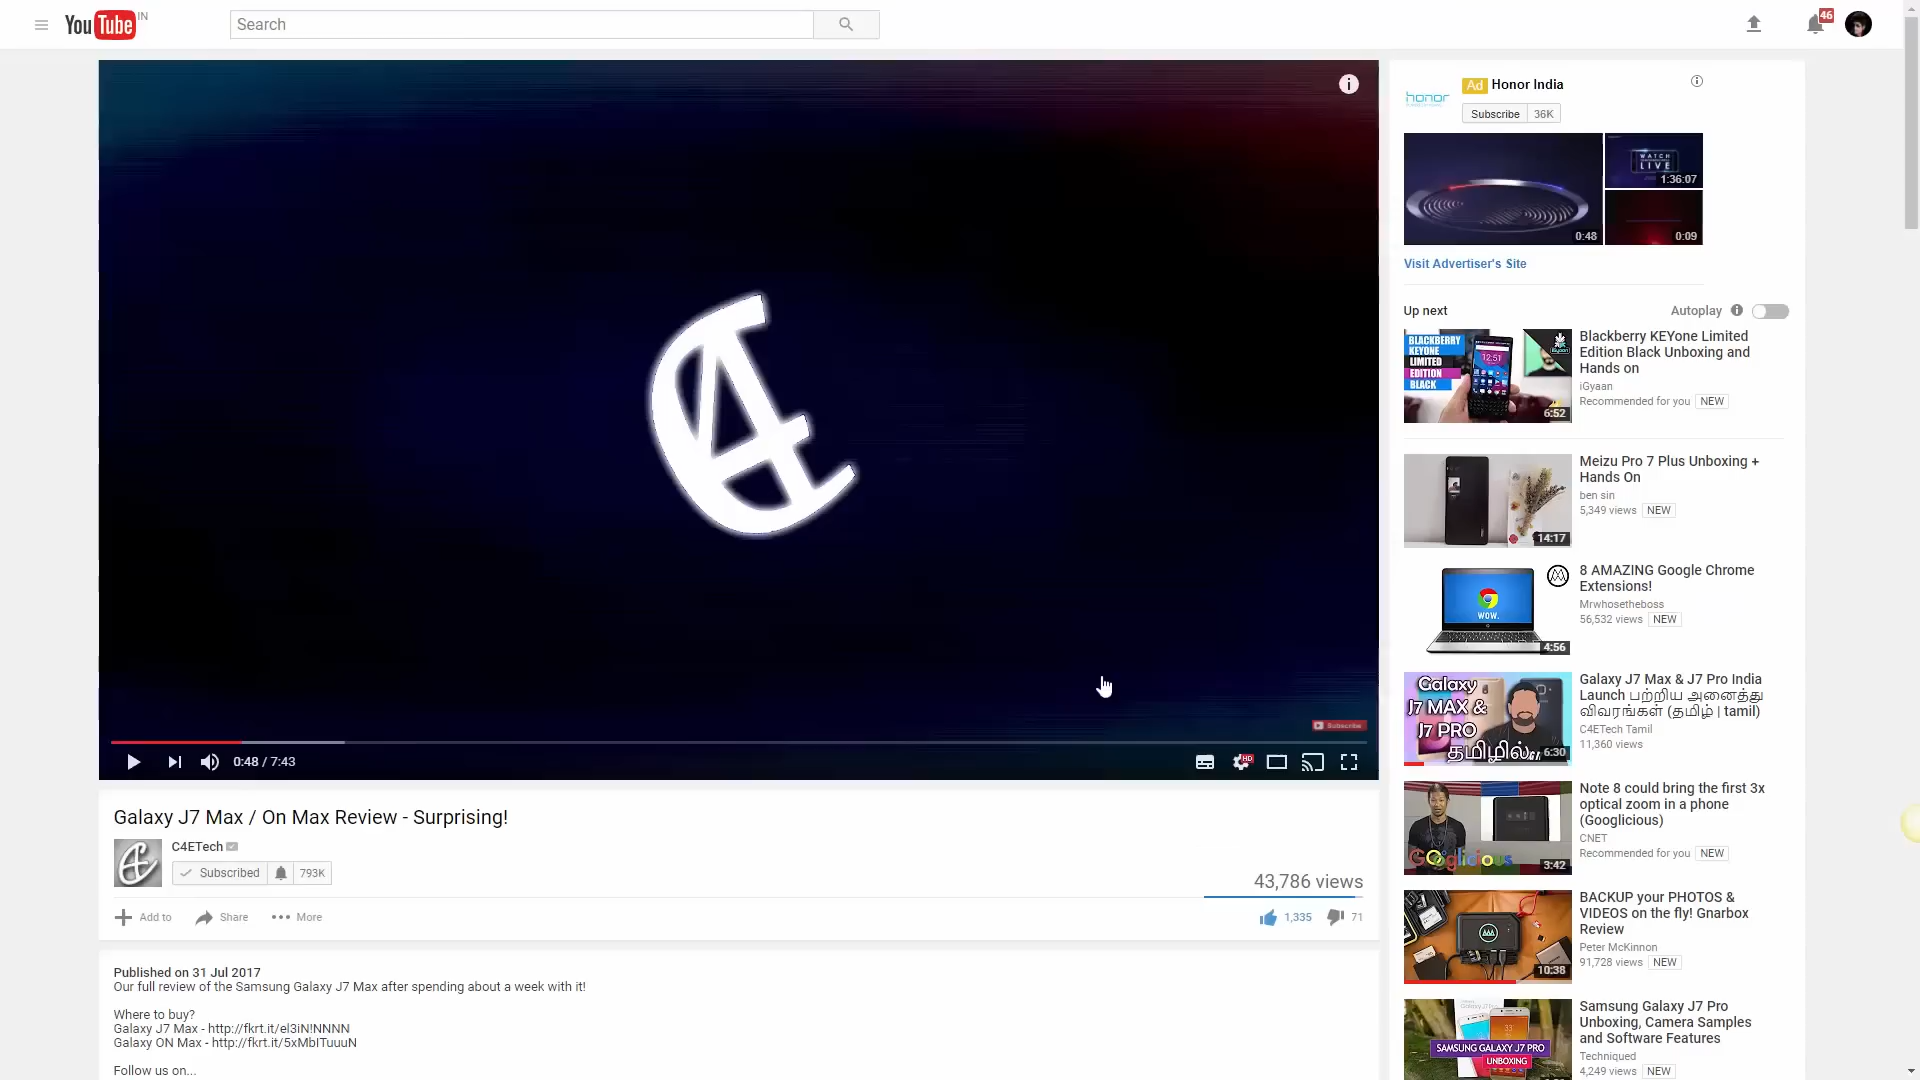 YouTube IN
Search
46
Ad Honor India
honor
Subscribe 36K
WATCH
LIVE
1:36:07
0:48
0:09
Visit Advertiser's Site
Up next
Autoplay
BLACKBERRY
KEYONE
LIMITED
EDITION
BLACK
12:51
iGyaan
6:52
Blackberry KEYone Limited
Edition Black Unboxing and
Hands on
iGyaan
Recommended for you NEW
14:17
Meizu Pro 7 Plus Unboxing +
Hands On
ben sin
5,349 views NEW
WOW.
4:56
8 AMAZING Google Chrome
Extensions!
Mrwhosetheboss
56,532 views NEW
Galaxy
J7 MAX &
J7 PRO
தமிழில்
6:30
Galaxy J7 Max & J7 Pro India
Launch பற்றிய அனைத்து
விவரங்கள் (தமிழ் | tamil)
C4ETech Tamil
11,360 views
GOoglicious
3:42
Note 8 could bring the first 3x
optical zoom in a phone
(Googlicious)
CNET
Recommended for you NEW
10:38
BACKUP your PHOTOS &
VIDEOS on the fly! Gnarbox
Review
Peter McKinnon
91,728 views NEW
SAMSUNG GALAXY J7 PRO
UNBOXING
Samsung Galaxy J7 Pro
Unboxing, Camera Samples
and Software Features
Techniqued
4,249 views NEW
C4
Subscribe
0:48 / 7:43
HD
Galaxy J7 Max / On Max Review - Surprising!
C4ETech
Subscribed 793K
43,786 views
Add to Share More
1,335 71
Published on 31 Jul 2017
Our full review of the Samsung Galaxy J7 Max after spending about a week with it!
Where to buy?
Galaxy J7 Max - http://fkrt.it/el3iN!NNNN
Galaxy ON Max - http://fkrt.it/5xMbITuuuN
Follow us on...